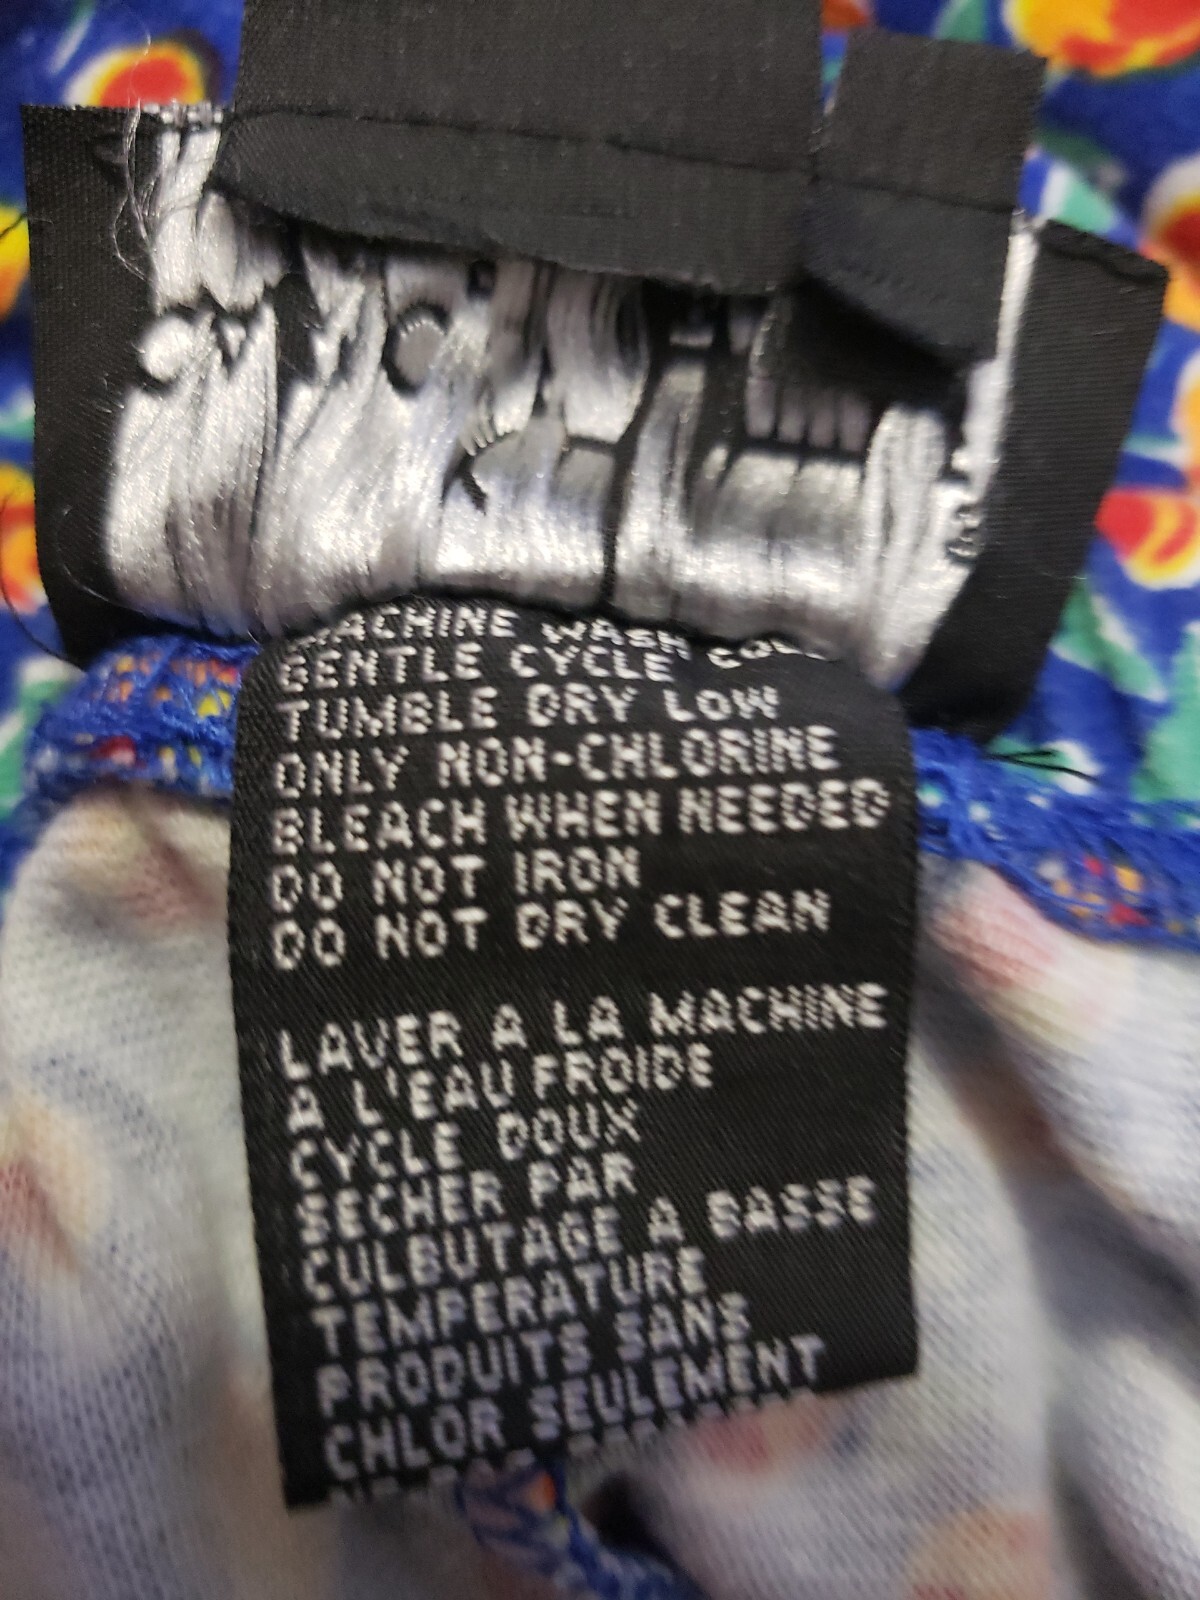 MACHINE WASH COLD
GENTLE CYCLE
TUMBLE DRY LOW
ONLY NON-CHLORINE
BLEACH WHEN NEEDED
DO NOT IRON
DO NOT DRY CLEAN
LAVER A LA MACHINE
A L'EAU FROIDE
CYCLE DOUX
SECHER PAR
CULBUTAGE A BASSE
TEMPERATURE
PRODUITS SANS
CHLOR SEULEMENT